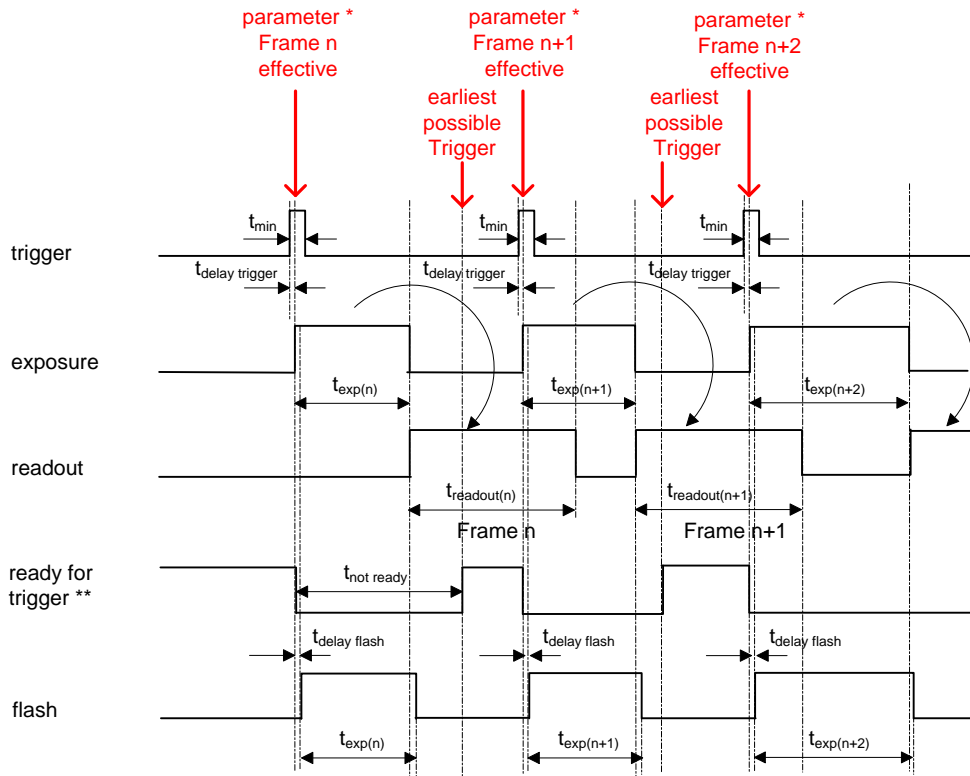 parameter *
Frame n
effective
parameter *
Frame n+1
effective
parameter *
Frame n+2
effective
earliest
possible
Trigger
earliest
possible
Trigger
trigger
tmin
tmin
tmin
tdelay trigger
tdelay trigger
tdelay trigger
exposure
texp(n)
texp(n+1)
texp(n+2)
readout
treadout(n)
treadout(n+1)
Frame n
Frame n+1
ready for
trigger **
tnot ready
tdelay flash
tdelay flash
tdelay flash
flash
texp(n)
texp(n+1)
texp(n+2)